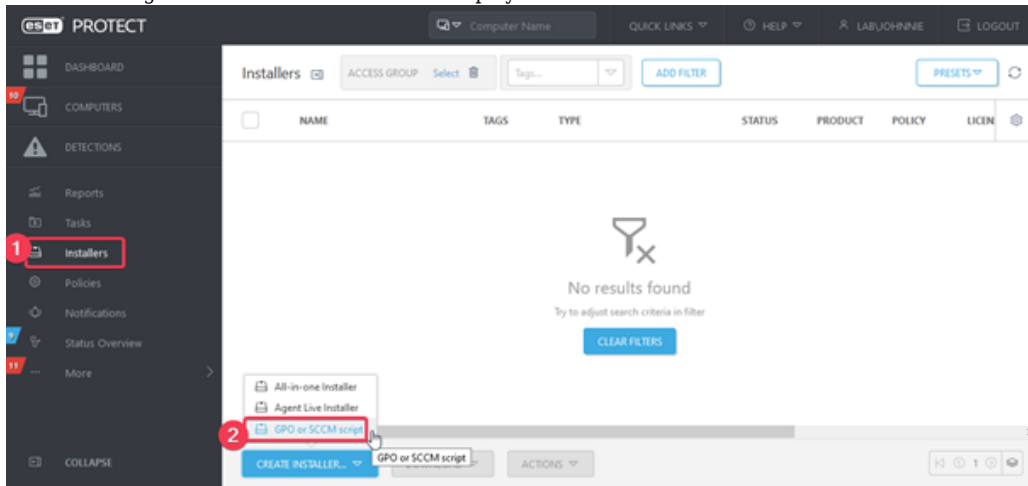 eset PROTECT
Computer Name
QUICK LINKS
HELP
LAB\JOHNNIE
LOGOUT
DASHBOARD
10
COMPUTERS
DETECTIONS
Reports
Tasks
1
Installers
Policies
Notifications
Status Overview
11
More
COLLAPSE
Installers
ACCESS GROUP Select
Tags...
ADD FILTER
PRESETS
NAME TAGS TYPE STATUS PRODUCT POLICY LICEN
No results found
Try to adjust search criteria in filter
CLEAR FILTERS
All-in-one Installer
Agent Live Installer
2
GPO or SCCM script
GPO or SCCM script
CREATE INSTALLER...
ACTIONS
1